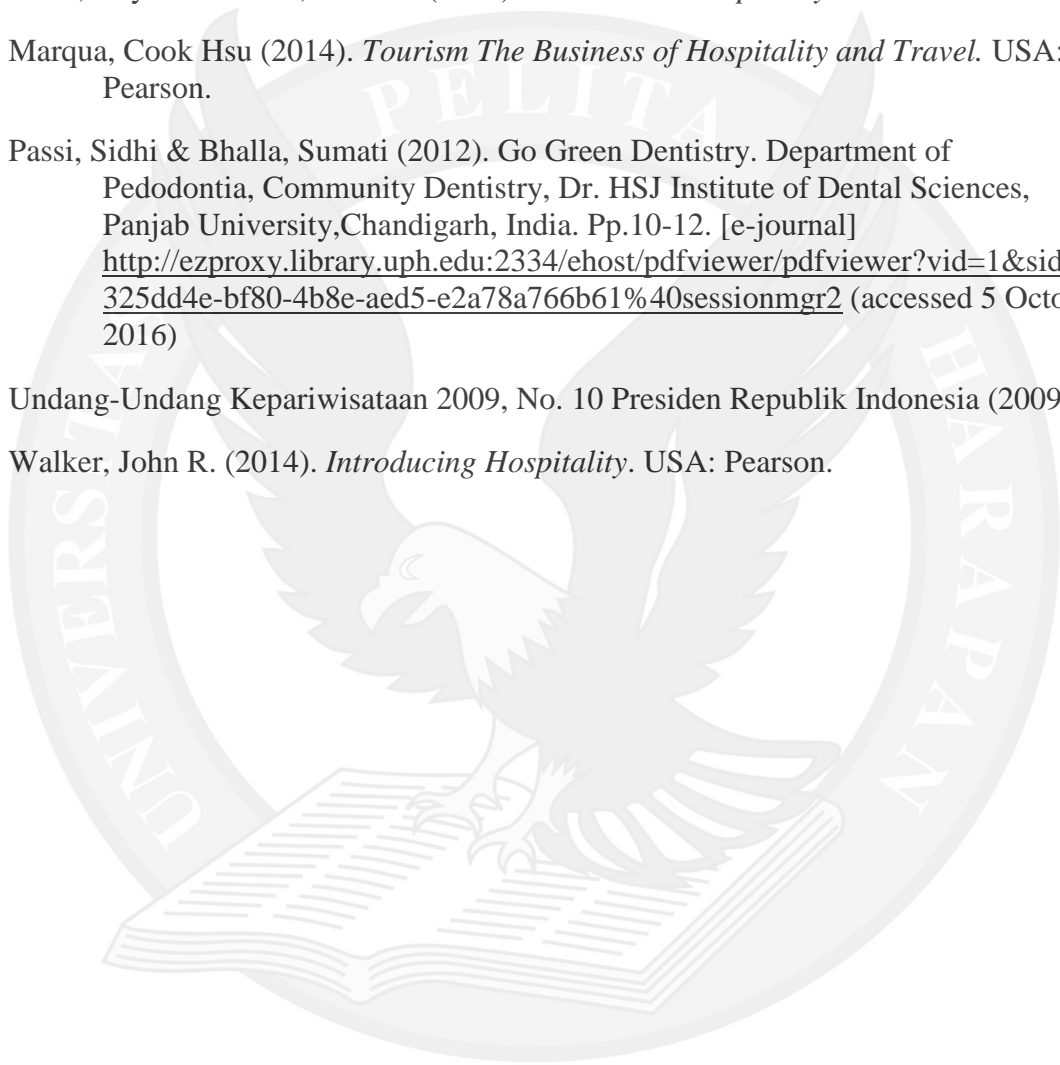 Marqua, Cook Hsu (2014). Tourism The Business of Hospitality and Travel. USA:
Pearson.
Passi, Sidhi & Bhalla, Sumati (2012). Go Green Dentistry. Department of
Pedodontia, Community Dentistry, Dr. HSJ Institute of Dental Sciences,
Panjab University,Chandigarh, India. Pp.10-12. [e-journal]
http://ezproxy.library.uph.edu:2334/ehost/pdfviewer/pdfviewer?vid=1&sid
325dd4e-bf80-4b8e-aed5-e2a78a766b61%40sessionmgr2 (accessed 5 Octo
2016)
Undang-Undang Kepariwisataan 2009, No. 10 Presiden Republik Indonesia (2009
Walker, John R. (2014). Introducing Hospitality. USA: Pearson.
UNIVERSITAS PELITA HARAPAN